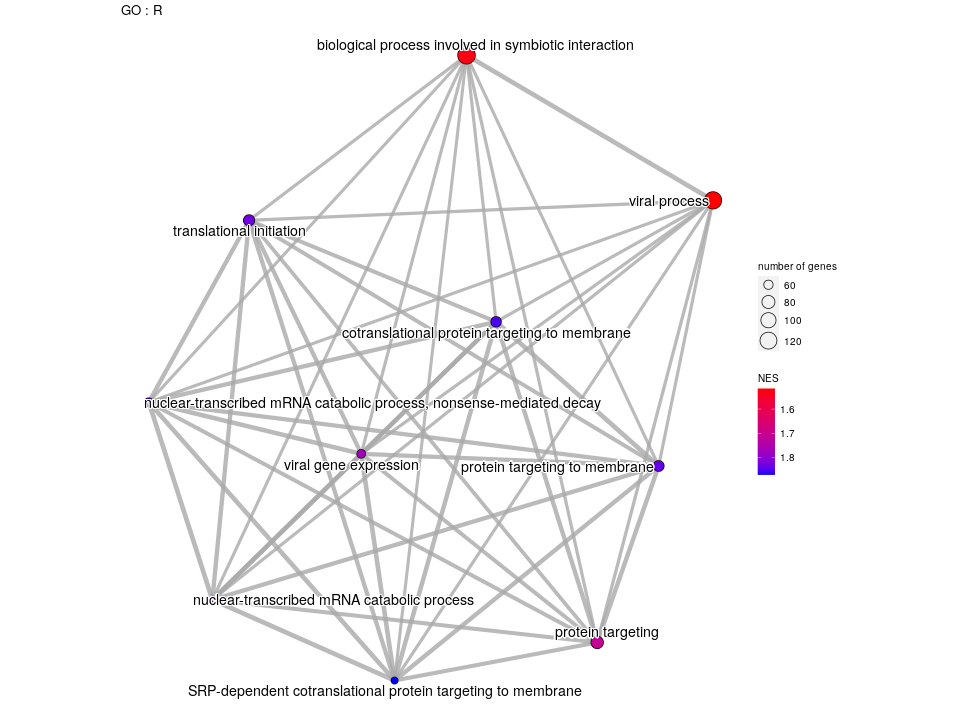 GO : R
biological process involved in symbiotic interaction
viral process
translational initiation
number of genes
60
80
100
120
cotranslational protein targeting to membrane
NES
1.6
1.7
1.8
nuclear-transcribed mRNA catabolic process, nonsense-mediated decay
viral gene expression
protein targeting to membrane
nuclear-transcribed mRNA catabolic process
protein targeting
SRP-dependent cotranslational protein targeting to membrane